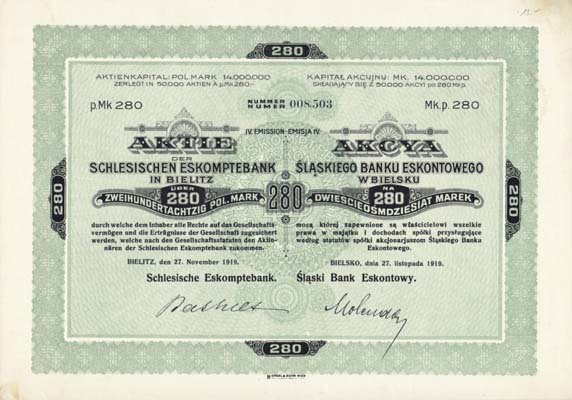 280
AKTIENKAPITAL: POL.MARK 14.000.000
ZERLEGT IN 50.000 AKTIEN À p.Mk 280.-
KAPITAŁ AKCYJNY: MK. 14.000.000
SKŁADAJĄCY SIĘ Z 50.000 AKCYI po 280 Mkp.
p.Mk 280
NUMMER
NUMER 008,503
Mk.p. 280
IV. EMISSION-EMISJA IV.
AKTIE
DER
SCHLESISCHEN ESKOMPTEBANK
IN BIELITZ
ÜBER
280
ZWEIHUNDERTACHTZIG POL. MARK
AKCYA
ŚLĄSKIEGO BANKU ESKONTOWEGO
W BIELSKU
NA
280
DWIEŚCIEOŚMDZIESIĄT MAREK
280
280
280
durch welche dem Inhaber alle Rechte auf das Gesellschafts-
vermögen und die Erträgnisse der Gesellschaft zugesichert
werden, welche nach den Gesellschaftsstatuten den Aktio-
nären der Schlesischen Eskomptebank zukommen.
BIELITZ, den 27. November 1919.
Schlesische Eskomptebank.
mocą której zapewnione są właścicielowi wszelkie
prawa w majątku i dochodach spółki przysługujące
według statutów spółki akcjonarjuszom Śląskiego Banku
Eskontowego.
BIELSKO, dnia 27. listopada 1919.
Śląski Bank Eskontowy.
280